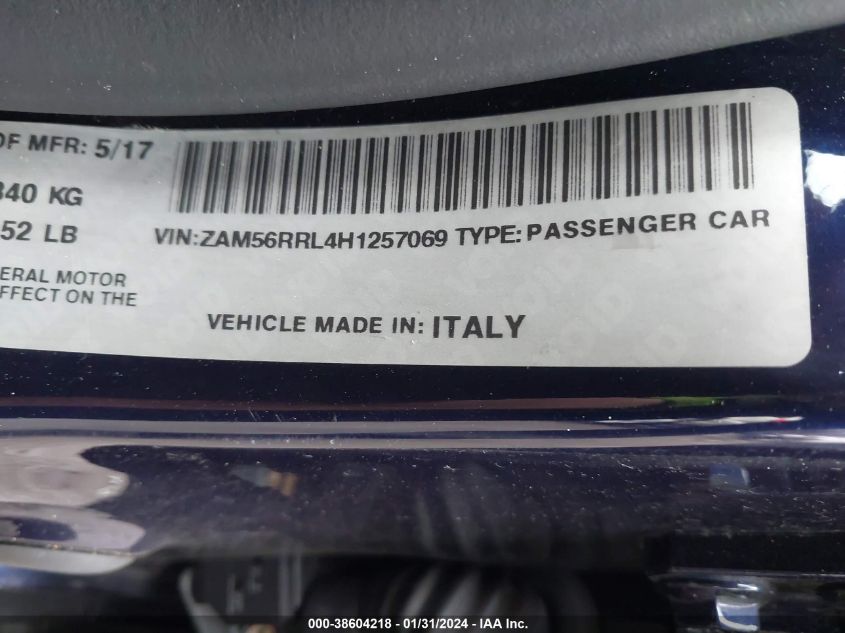 OF MFR: 5/17
340 KG
52 LB
VIN:ZAM56RRL4H1257069 TYPE:PASSENGER CAR
ERAL MOTOR
FFECT ON THE
VEHICLE MADE IN: ITALY
000-38604218 - 01/31/2024 - IAA Inc.